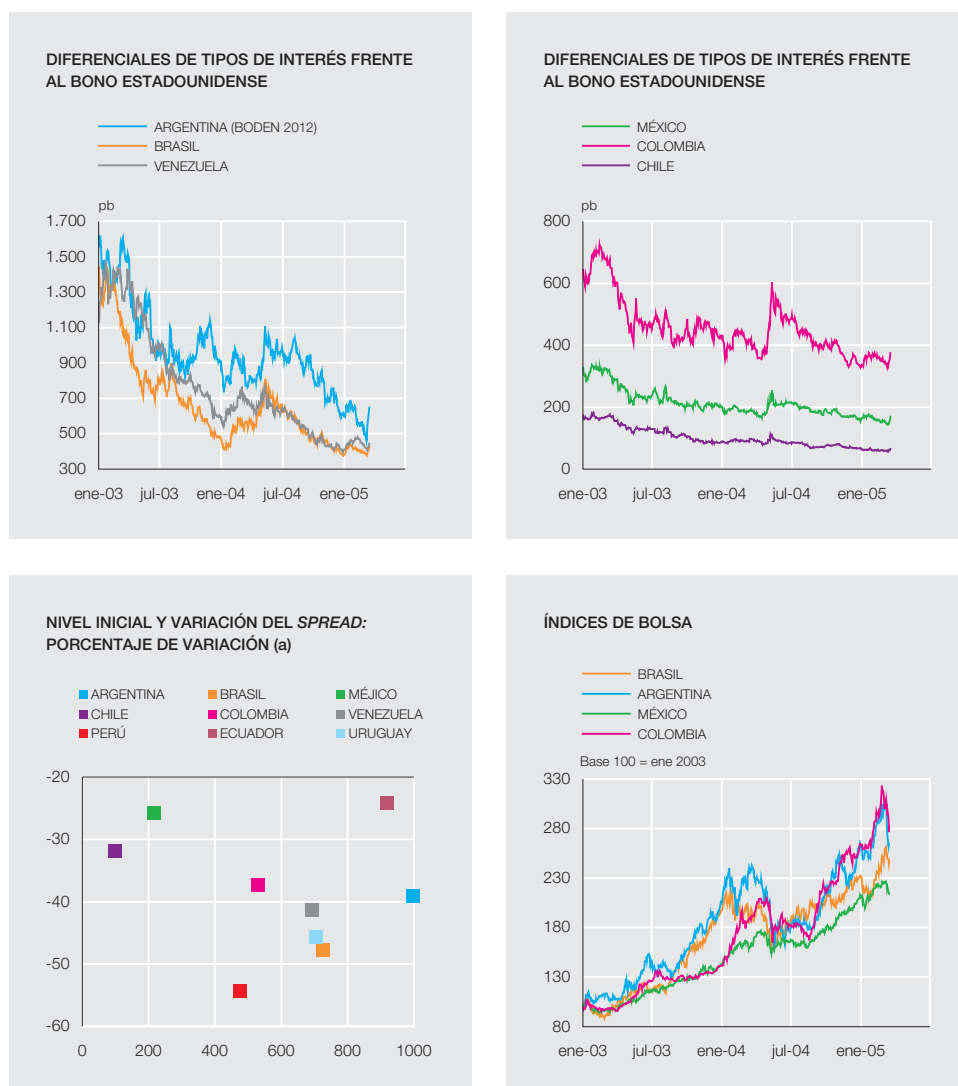 DIFERENCIALES DE TIPOS DE INTERÉS FRENTE
AL BONO ESTADOUNIDENSE
ARGENTINA (BODEN 2012)
BRASIL
VENEZUELA
pb
1.700
1.500
1.300
1.100
900
700
500
300
ene-03 jul-03 ene-04 jul-04 ene-05
DIFERENCIALES DE TIPOS DE INTERÉS FRENTE
AL BONO ESTADOUNIDENSE
MÉXICO
COLOMBIA
CHILE
pb
800
600
400
200
0
ene-03 jul-03 ene-04 jul-04 ene-05
NIVEL INICIAL Y VARIACIÓN DEL SPREAD:
PORCENTAJE DE VARIACIÓN (a)
ARGENTINA BRASIL MÉJICO
CHILE COLOMBIA VENEZUELA
PERÚ ECUADOR URUGUAY
-20
-30
-40
-50
-60
0 200 400 600 800 1000
ÍNDICES DE BOLSA
BRASIL
ARGENTINA
MÉXICO
COLOMBIA
Base 100 = ene 2003
330
280
230
180
130
80
ene-03 jul-03 ene-04 jul-04 ene-05